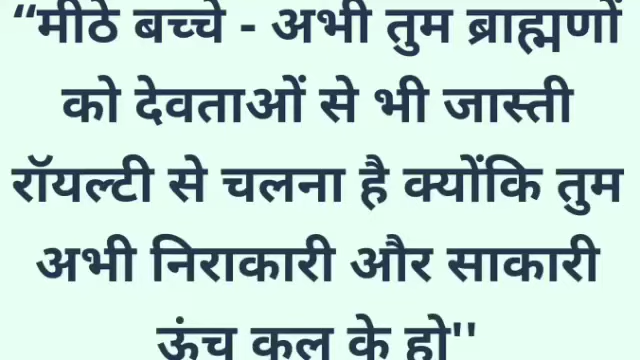 “मीठे बच्चे - अभी तुम ब्राह्मणों
को देवताओं से भी जास्ती
रॉयल्टी से चलना है क्योंकि तुम
अभी निराकारी और साकारी
ऊंच कुल के हो''